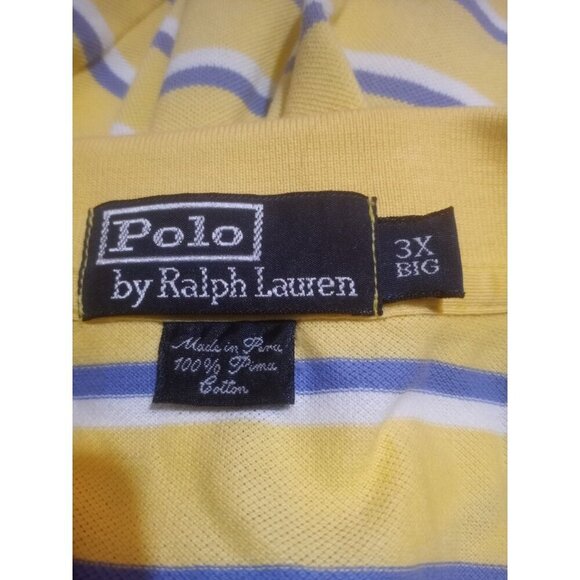 Polo
by Ralph Lauren
3X
BIG
Made in Peru
100% Pima
Cotton